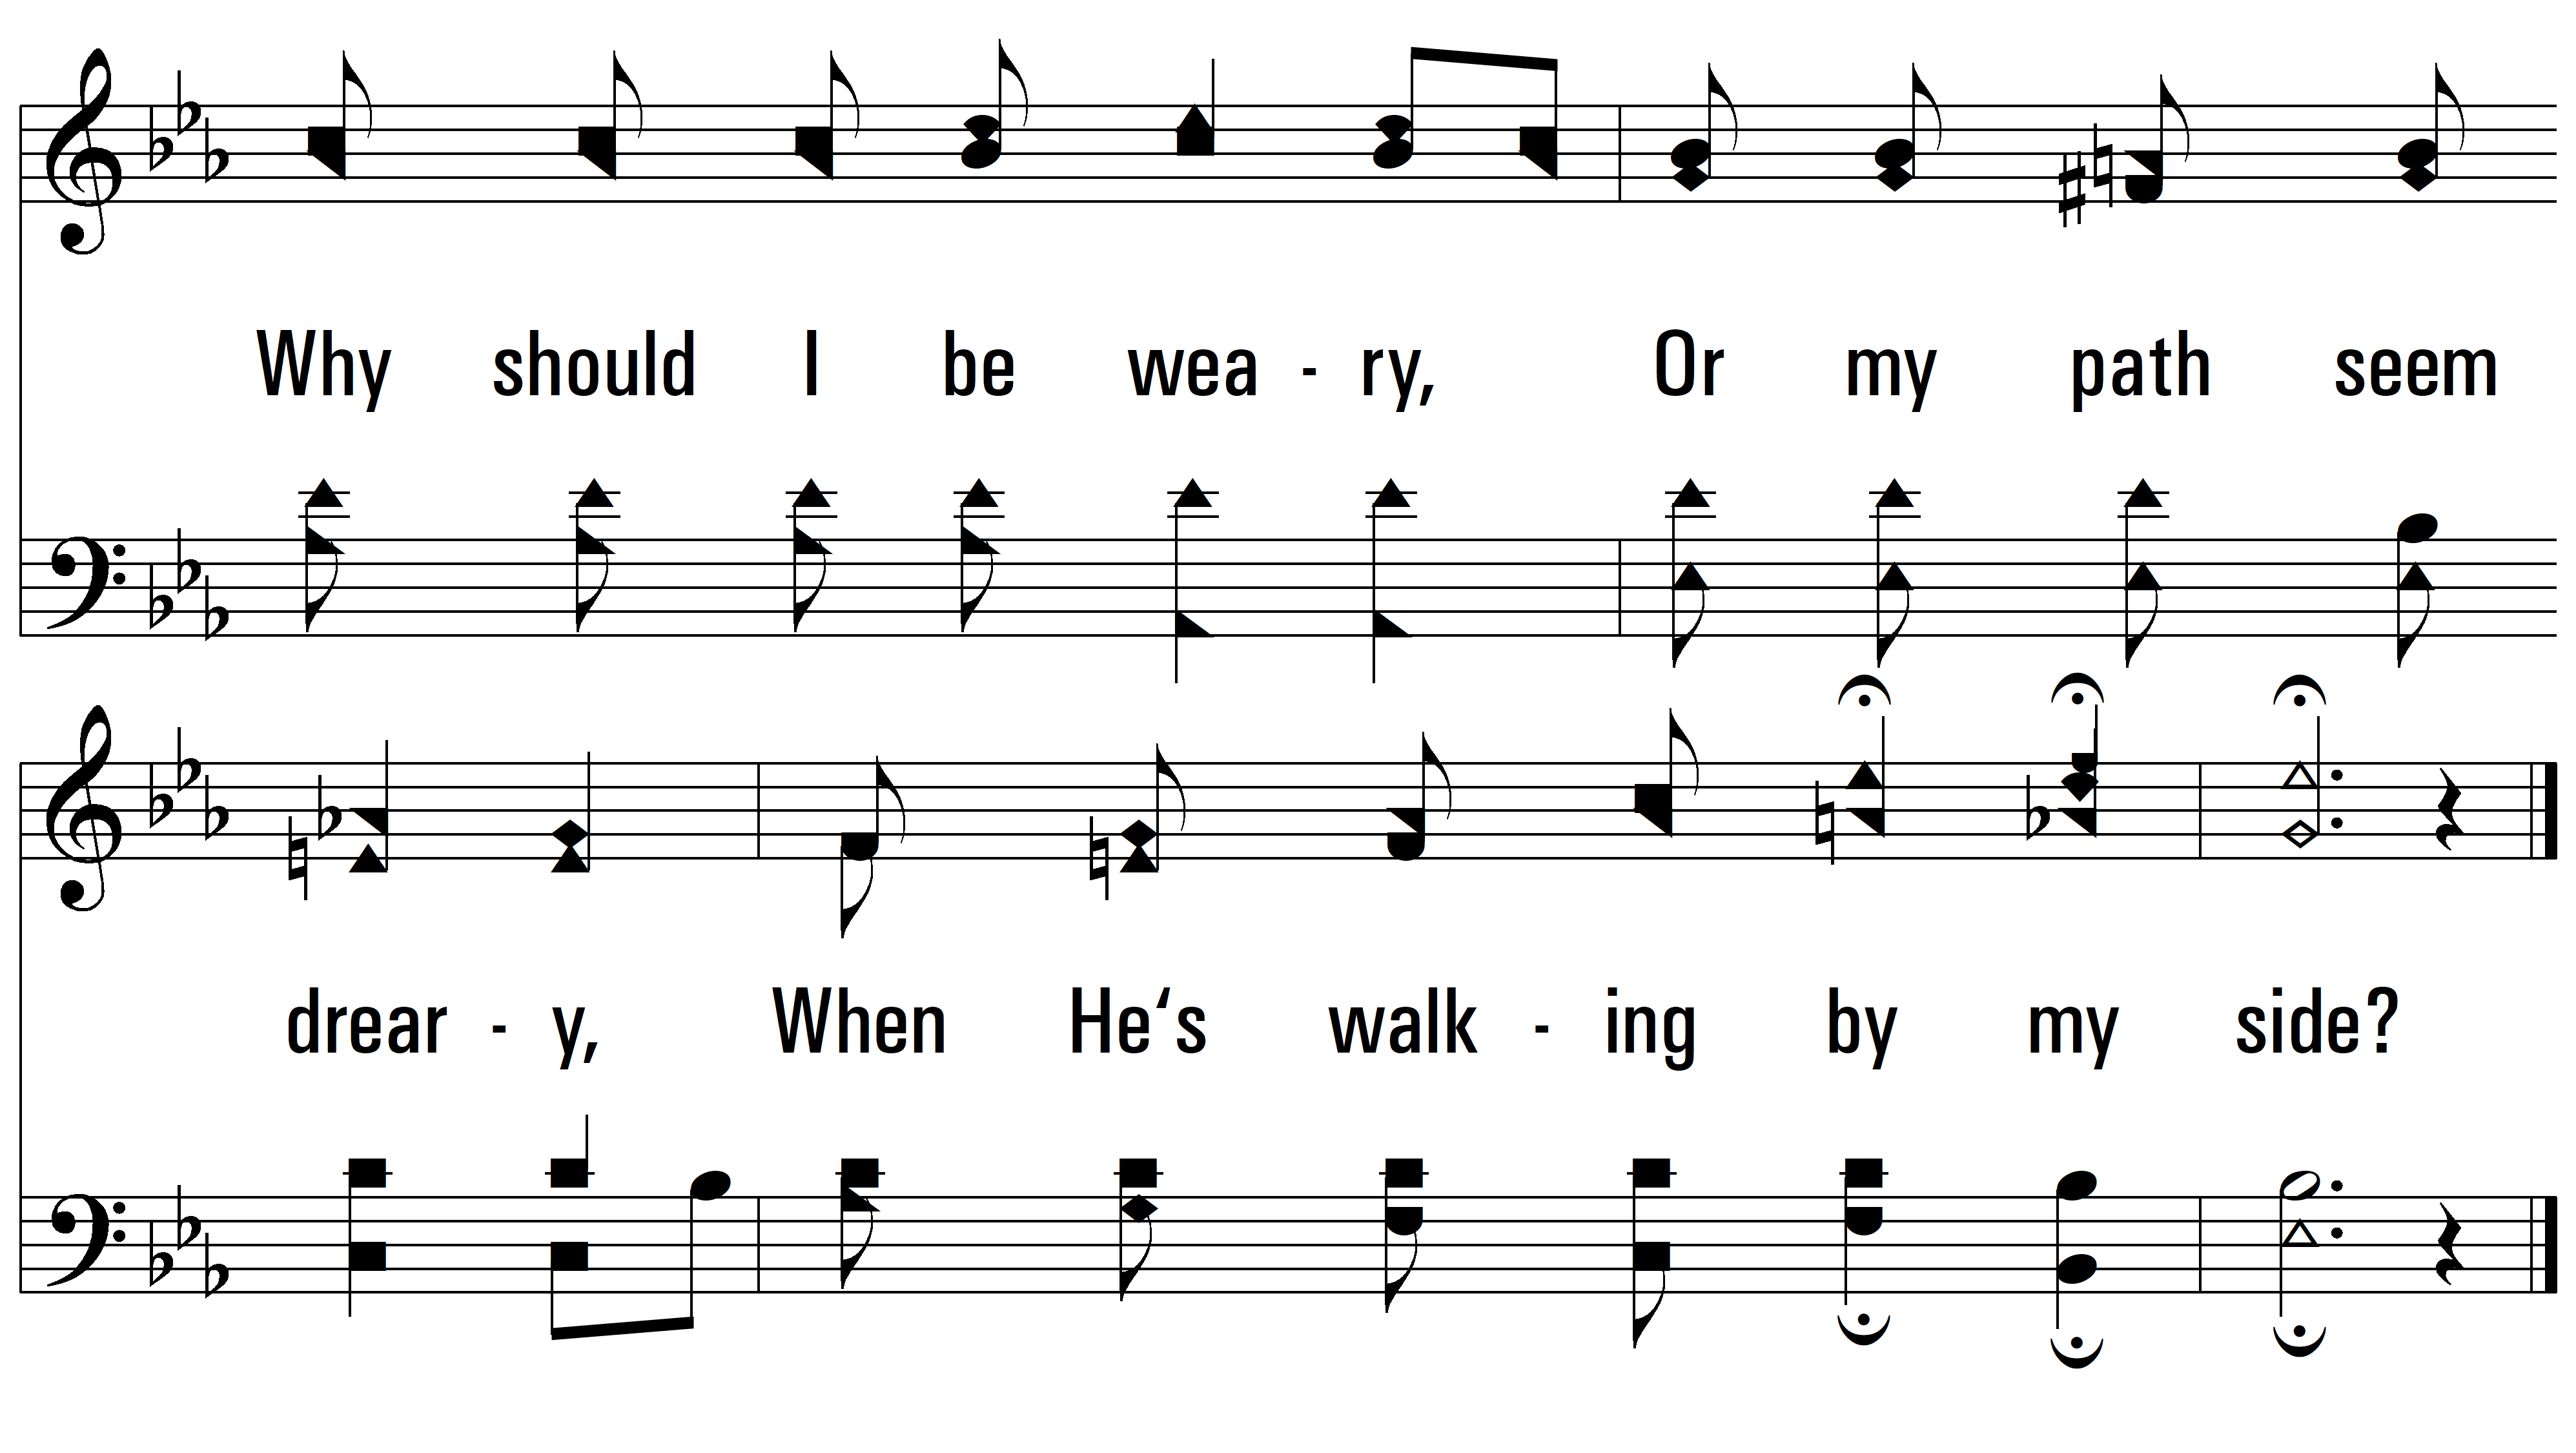 Why should I be wea - ry, Or my path seem
drear - y, When He‘s walk - ing by my side?